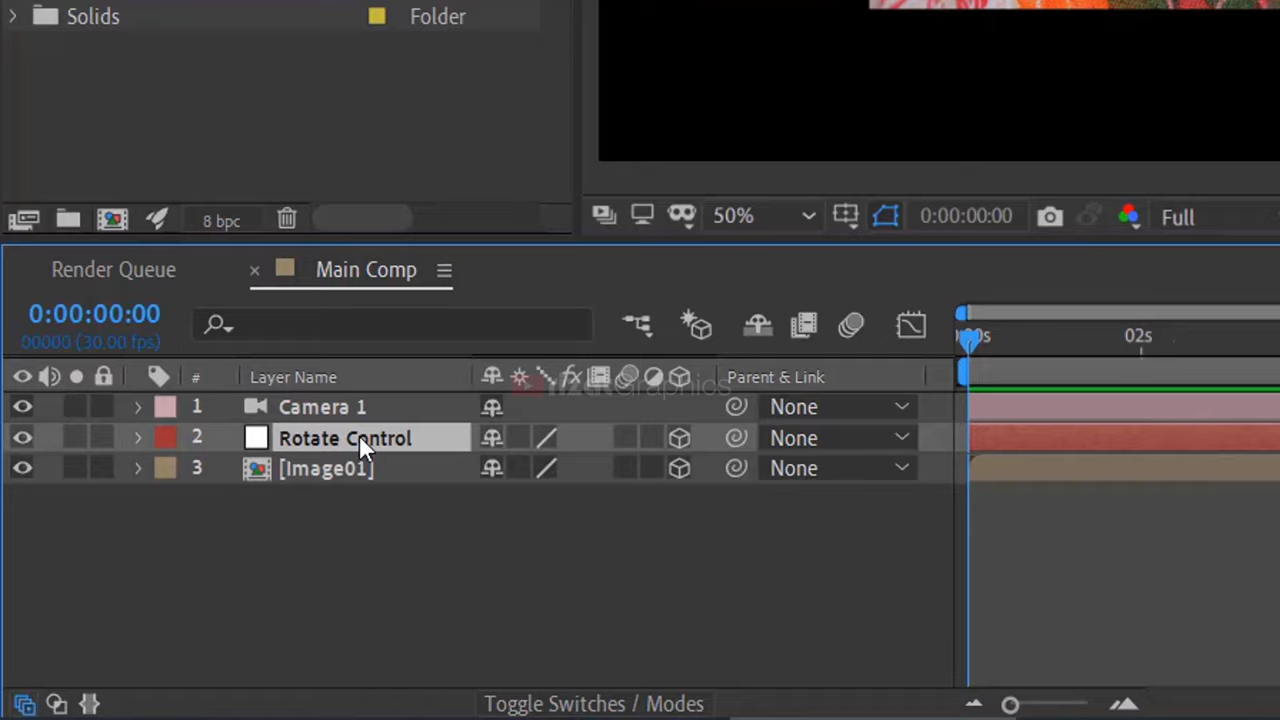 Solids Folder
8 bpc 50% 0:00:00:00 Full
Render Queue × Main Comp
0:00:00:00
00000 (30.00 fps) 02s
# Layer Name fx Parent & Link
1 Camera 1 None
2 Rotate Control None
3 [Image01] None
Toggle Switches / Modes